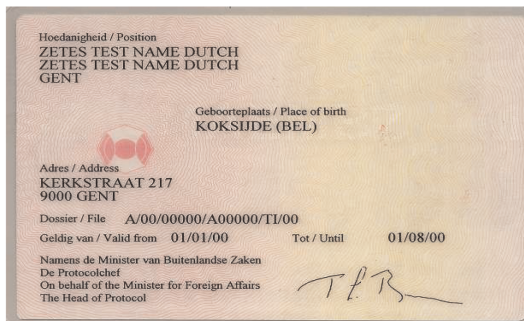 Hoedanigheid / Position
ZETES TEST NAME DUTCH
ZETES TEST NAME DUTCH
GENT
Geboorteplaats / Place of birth
KOKSIJDE (BEL)
Adres / Address
KERKSTRAAT 217
9000 GENT
Dossier / File A/00/00000/A00000/TI/00
Geldig van / Valid from 01/01/00 Tot / Until 01/08/00
Namens de Minister van Buitenlandse Zaken
De Protocolchef
On behalf of the Minister for Foreign Affairs
The Head of Protocol